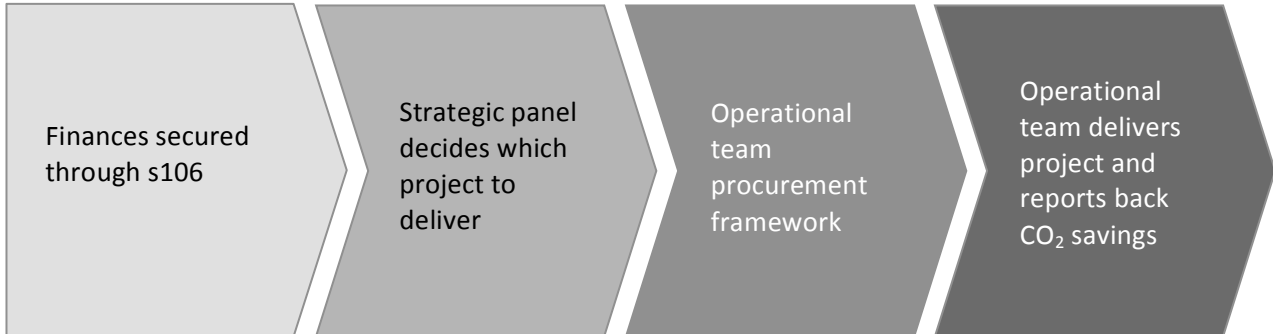 Finances secured
through s106
Strategic panel
decides which
project to
deliver
Operational
team
procurement
framework
Operational
team delivers
project and
reports back
CO₂ savings